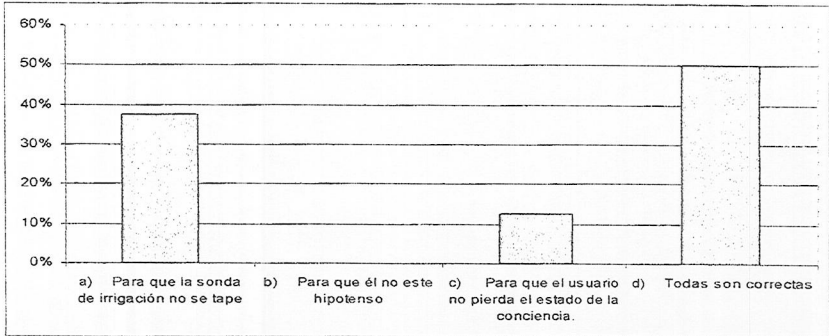 60%
50%
40%
30%
20%
10%
0%
a) Para que la sonda
de irrigación no se tape
b) Para que él no este
hipotenso
c) Para que el usuario
no pierda el estado de la
conciencia.
d) Todas son correctas